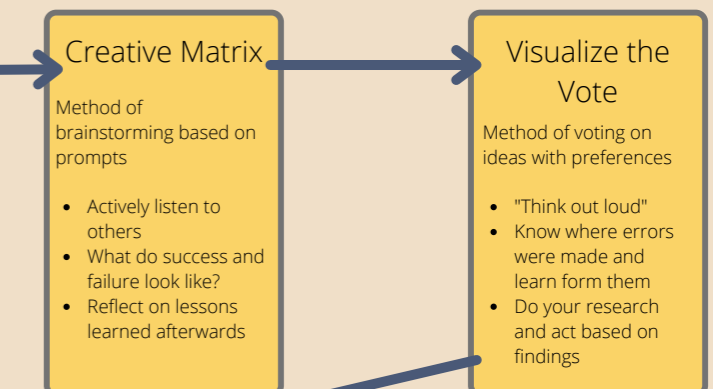 Creative Matrix
Method of
brainstorming based on
prompts
• Actively listen to
others
• What do success and
failure look like?
• Reflect on lessons
learned afterwards
Visualize the
Vote
Method of voting on
ideas with preferences
• "Think out loud"
• Know where errors
were made and
learn form them
• Do your research
and act based on
findings